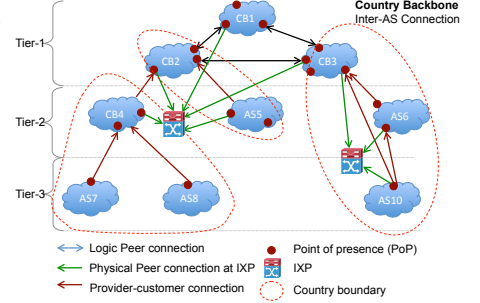 Country Backbone
Inter-AS Connection
Tier-1
CB1
CB2
CB3
Tier-2
CB4
AS5
AS6
Tier-3
AS7
AS8
AS10
Logic Peer connection
Point of presence (PoP)
Physical Peer connection at IXP
IXP
Provider-customer connection
Country boundary